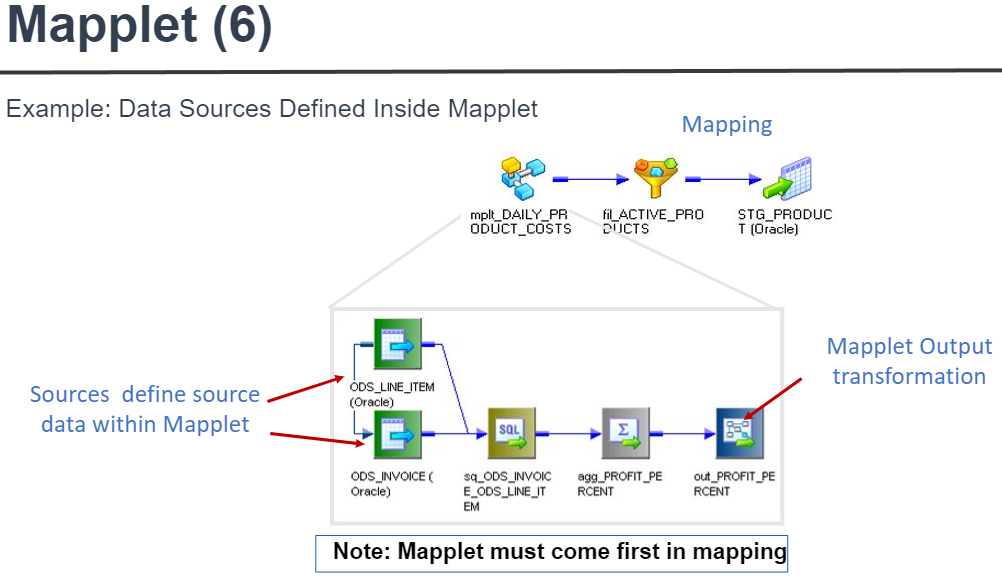 Mapplet (6)
Example: Data Sources Defined Inside Mapplet
Mapping
mplt_DAILY_PR
ODUCT_COSTS
fil_ACTIVE_PRO
DUCTS
STG_PRODUC
T (Oracle)
ODS_LINE_ITEM
(Oracle)
Mapplet Output
transformation
Sources define source
data within Mapplet
SQL
Σ
ODS_INVOICE (
Oracle)
sq_ODS_INVOIC
E_ODS_LINE_IT
EM
agg_PROFIT_PE
RCENT
out_PROFIT_PE
RCENT
Note: Mapplet must come first in mapping